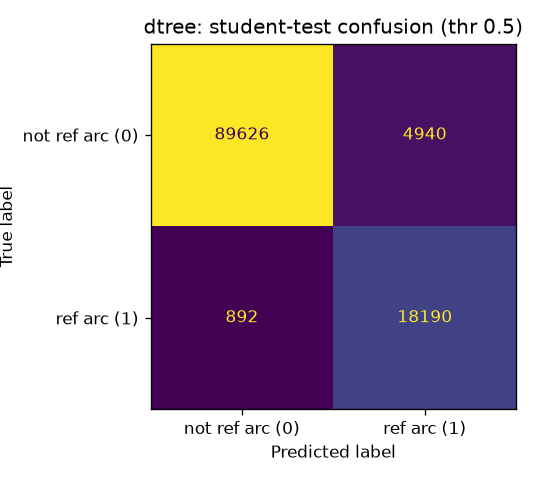 dtree: student-test confusion (thr 0.5)
True label
not ref arc (0)
89626
4940
ref arc (1)
892
18190
not ref arc (0)
ref arc (1)
Predicted label